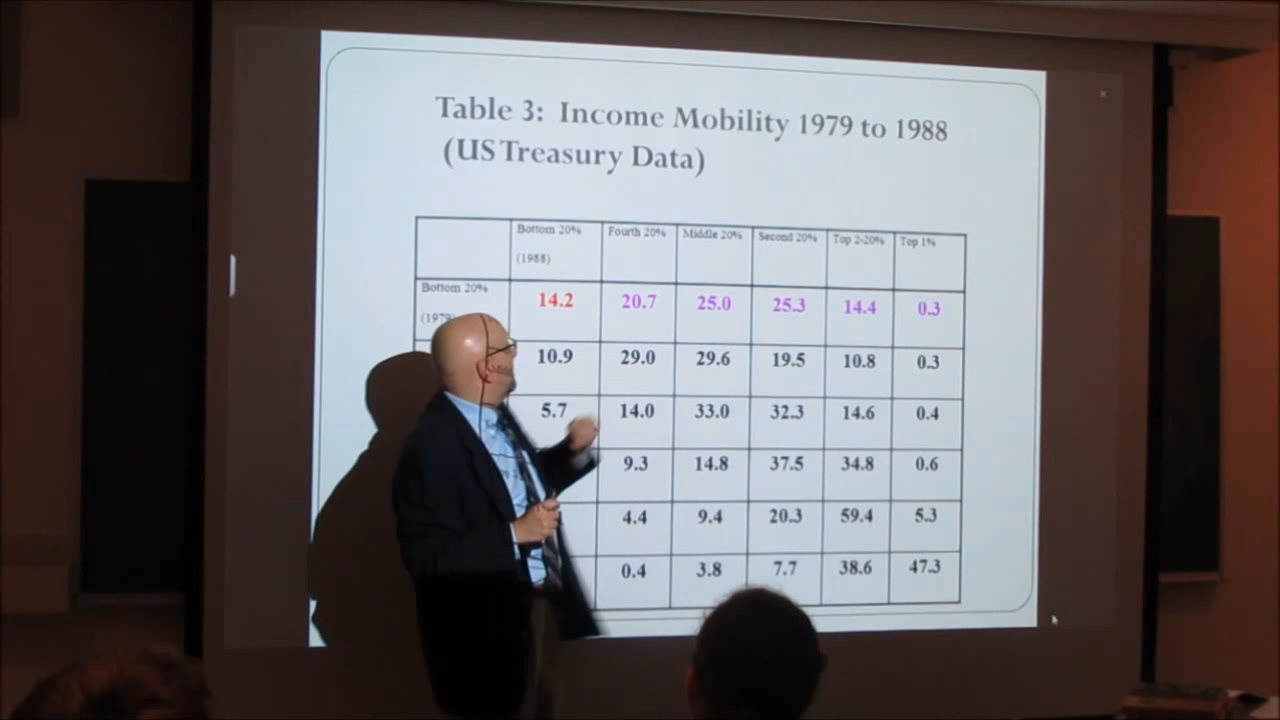 Table 3: Income Mobility 1979 to 1988
(US Treasury Data)
Bottom 20% Fourth 20% Middle 20% Second 20% Top 2-20% Top 1%
(1988)
Bottom 20% 14.2 20.7 25.0 25.3 14.4 0.3
(1979)
10.9 29.0 29.6 19.5 10.8 0.3
5.7 14.0 33.0 32.3 14.6 0.4
9.3 14.8 37.5 34.8 0.6
4.4 9.4 20.3 59.4 5.3
0.4 3.8 7.7 38.6 47.3